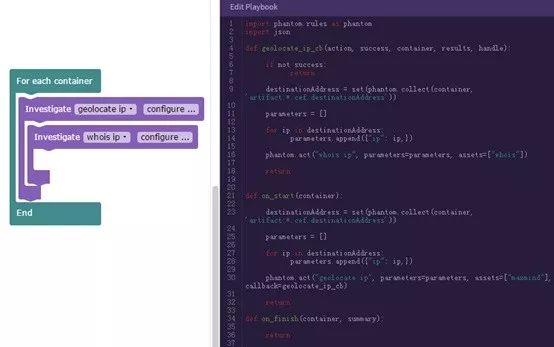 For each container
Investigate geolocate ip configure ...
Investigate whois ip configure ...
End
Edit Playbook
1 import phantom.rules as phantom
2 import json
3
4 def geolocate_ip_cb(action, success, container, results, handle):
5
6 if not success:
7 return
8
9 destinationAddress = set(phantom.collect(container,
'artifact:*.cef.destinationAddress'))
10
11 parameters = []
12
13 for ip in destinationAddress:
14 parameters.append({"ip": ip,})
15
16 phantom.act("whois ip", parameters=parameters, assets=["whois"])
17
18 return
19
20
21 def on_start(container):
22
23 destinationAddress = set(phantom.collect(container,
'artifact:*.cef.destinationAddress'))
24
25 parameters = []
26
27 for ip in destinationAddress:
28 parameters.append({"ip": ip,})
29
30 phantom.act("geolocate ip", parameters=parameters, assets=["maxmind"],
callback=geolocate_ip_cb)
31
32 return
33
34 def on_finish(container, summary):
35
36 return
37